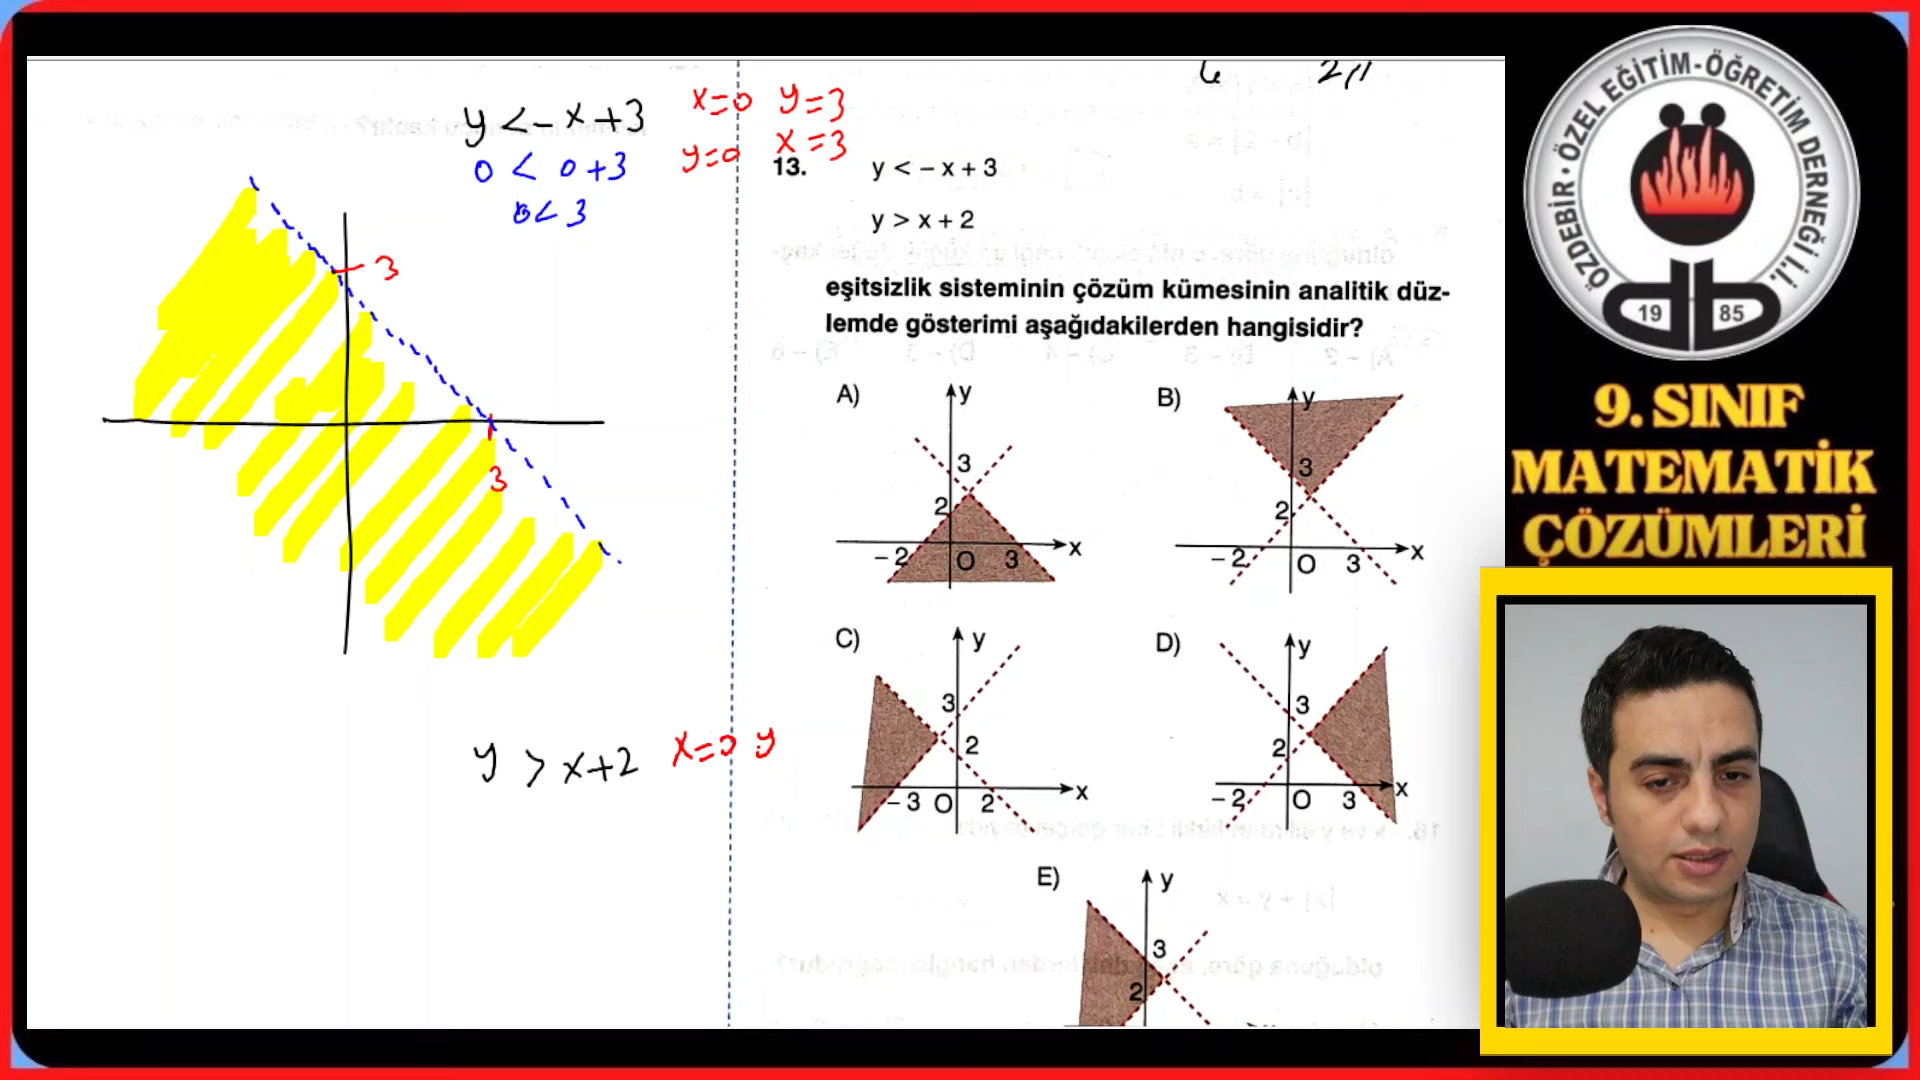 y < -x+3
0 < 0+3
0 < 3
x=0 y=3
y=0 x=3
3
3
y > x+2
x=0 y
13. y < – x + 3
y > x + 2
eşitsizlik sisteminin çözüm kümesinin analitik düz-
lemde gösterimi aşağıdakilerden hangisidir?
A) y 3 2 – 2 O 3 x
B) y 3 2 – 2 O 3 x
C) y 3 2 – 3 O 2 x
D) y 3 2 – 2 O 3 x
E) y 3 2
ÖZDEBİR • ÖZEL EĞİTİM-ÖĞRETİM DERNEĞİ İ.İ.
19 85
9. SINIF
MATEMATİK
ÇÖZÜMLERİ